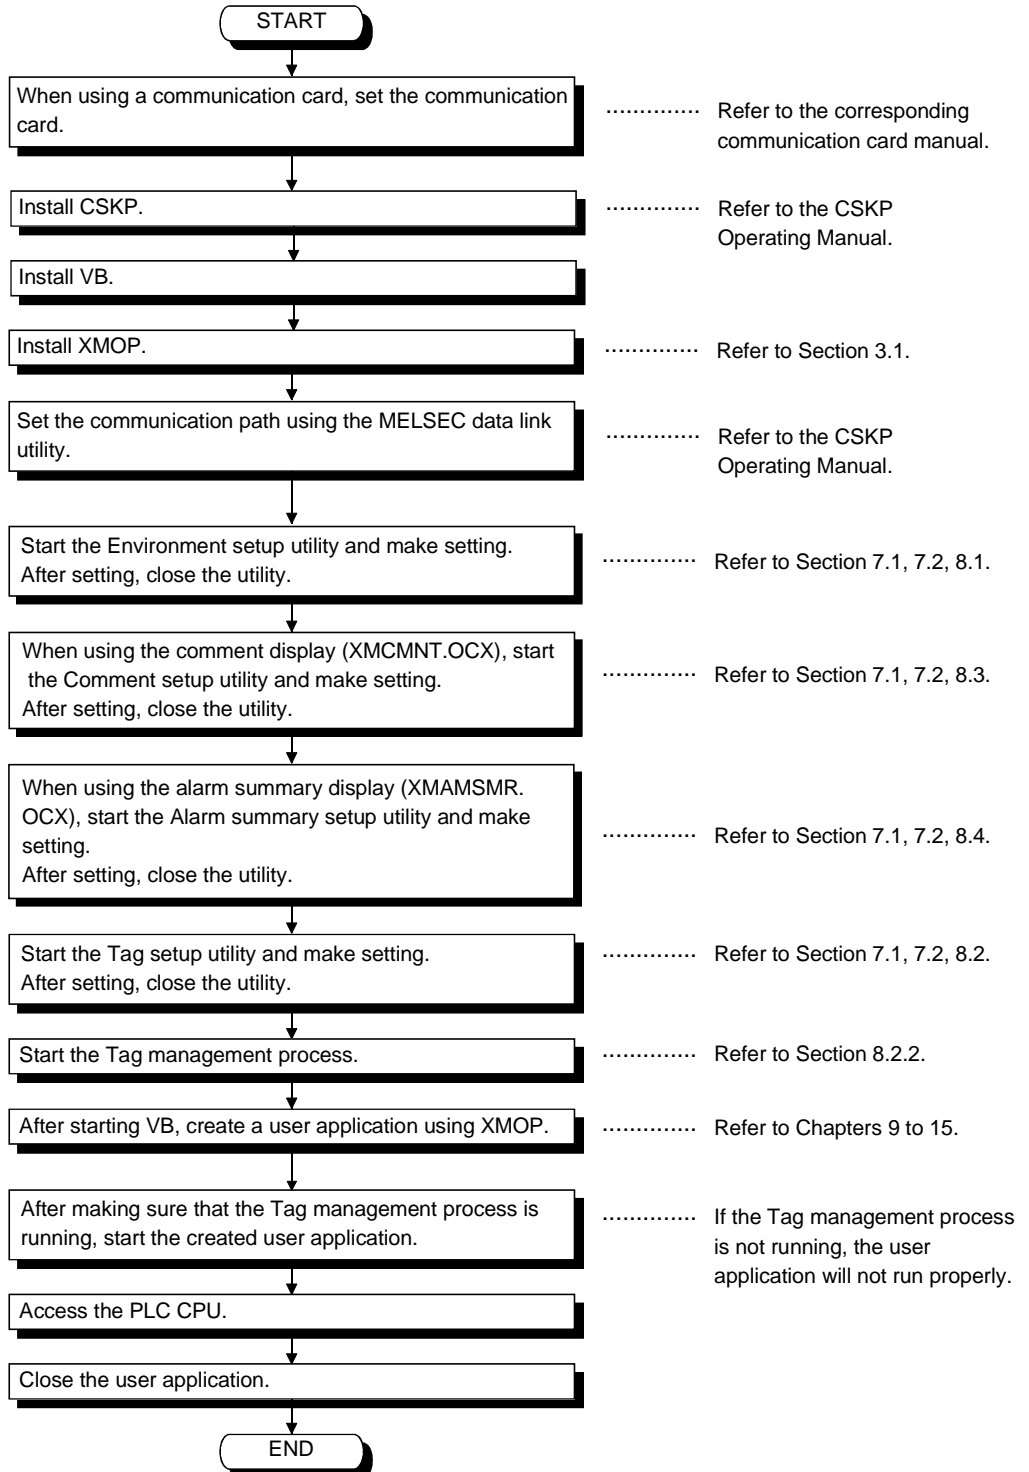 START
When using a communication card, set the communication
card.
.............. Refer to the corresponding
communication card manual.
Install CSKP.
.............. Refer to the CSKP
Operating Manual.
Install VB.
Install XMOP.
.............. Refer to Section 3.1.
Set the communication path using the MELSEC data link
utility.
.............. Refer to the CSKP
Operating Manual.
Start the Environment setup utility and make setting.
After setting, close the utility.
.............. Refer to Section 7.1, 7.2, 8.1.
When using the comment display (XMCMNT.OCX), start
the Comment setup utility and make setting.
After setting, close the utility.
.............. Refer to Section 7.1, 7.2, 8.3.
When using the alarm summary display (XMAMSMR.
OCX), start the Alarm summary setup utility and make
setting.
After setting, close the utility.
.............. Refer to Section 7.1, 7.2, 8.4.
Start the Tag setup utility and make setting.
After setting, close the utility.
.............. Refer to Section 7.1, 7.2, 8.2.
Start the Tag management process.
.............. Refer to Section 8.2.2.
After starting VB, create a user application using XMOP.
.............. Refer to Chapters 9 to 15.
After making sure that the Tag management process is
running, start the created user application.
.............. If the Tag management process
is not running, the user
application will not run properly.
Access the PLC CPU.
Close the user application.
END